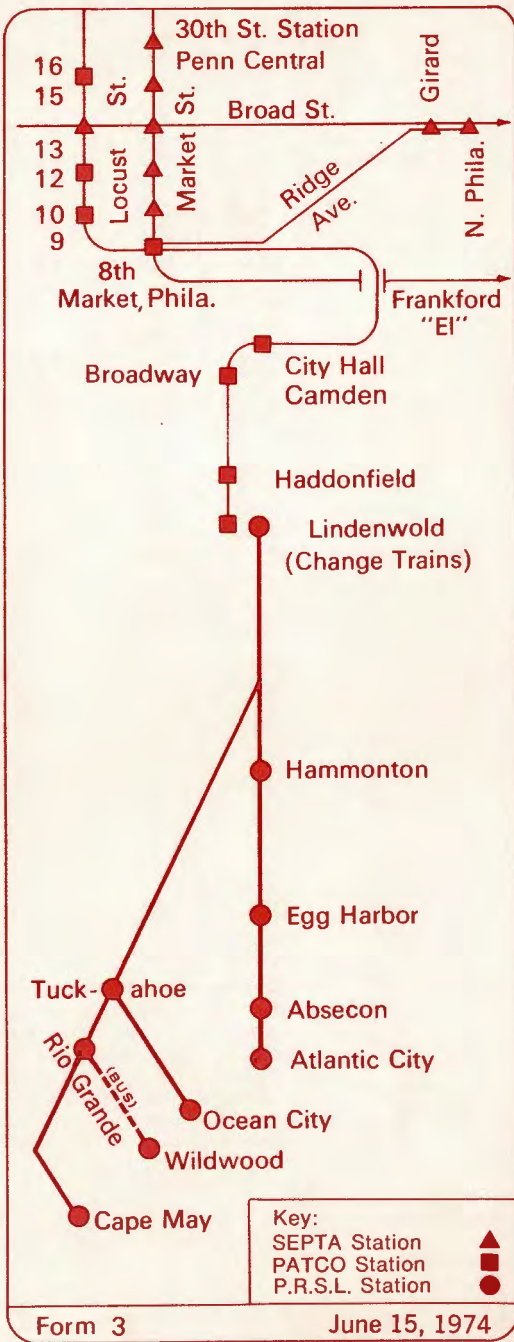 30th St. Station
Penn Central
16
15
St.
St.
Girard
Broad St.
13
12
10
9
Locust
Market
Ridge
Ave.
N. Phila.
8th
Market, Phila.
Frankford
"El"
Broadway
City Hall
Camden
Haddonfield
Lindenwold
(Change Trains)
Hammonton
Egg Harbor
Tuck- ahoe
Absecon
Atlantic City
Rio Grande
(BUS)
Ocean City
Wildwood
Cape May
Key:
SEPTA Station
PATCO Station
P.R.S.L. Station
Form 3
June 15, 1974